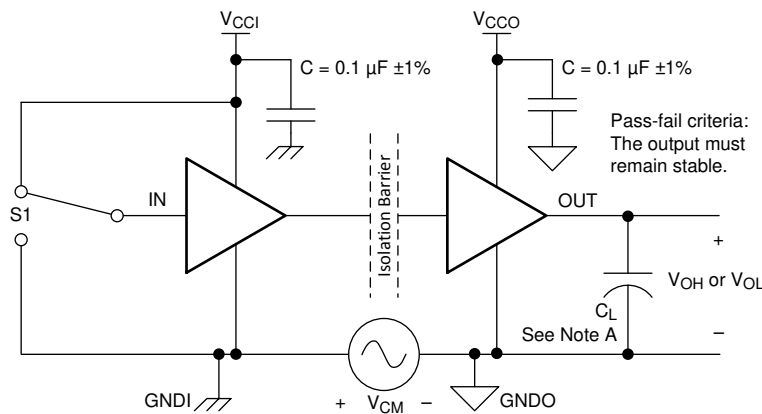 VCCI
VCCO
C = 0.1 µF ±1%
C = 0.1 µF ±1%
Pass-fail criteria:
The output must
remain stable.
Isolation Barrier
IN
OUT
S1
+
VOH or VOL
CL
See Note A
–
GNDI
+ VCM –
GNDO